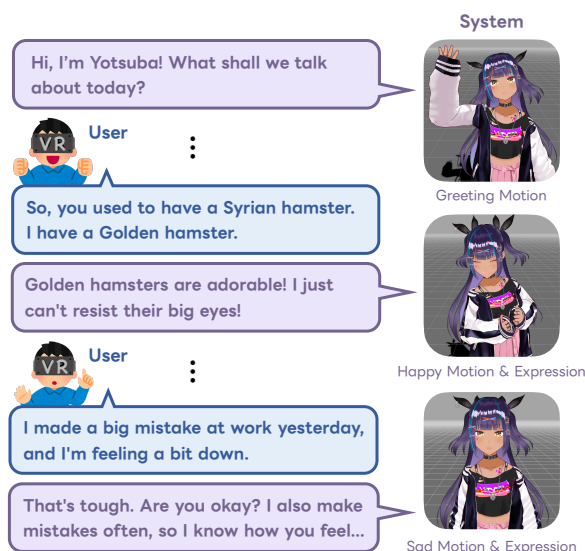 System
Hi, I'm Yotsuba! What shall we talk
about today?
Greeting Motion
User
VR
So, you used to have a Syrian hamster.
I have a Golden hamster.
Golden hamsters are adorable! I just
can't resist their big eyes!
Happy Motion & Expression
User
VR
I made a big mistake at work yesterday,
and I'm feeling a bit down.
That's tough. Are you okay? I also make
mistakes often, so I know how you feel...
Sad Motion & Expression